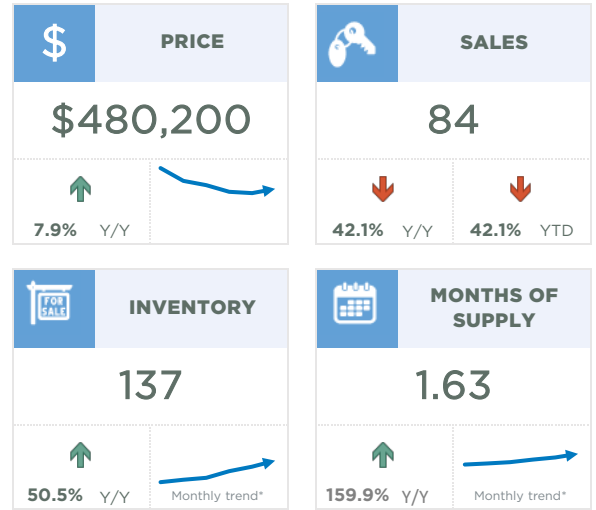 $
PRICE
$480,200
7.9% Y/Y
SALES
84
42.1% Y/Y
42.1% YTD
FOR
SALE
INVENTORY
137
50.5% Y/Y
Monthly trend*
MONTHS OF
SUPPLY
1.63
159.9% Y/Y
Monthly trend*